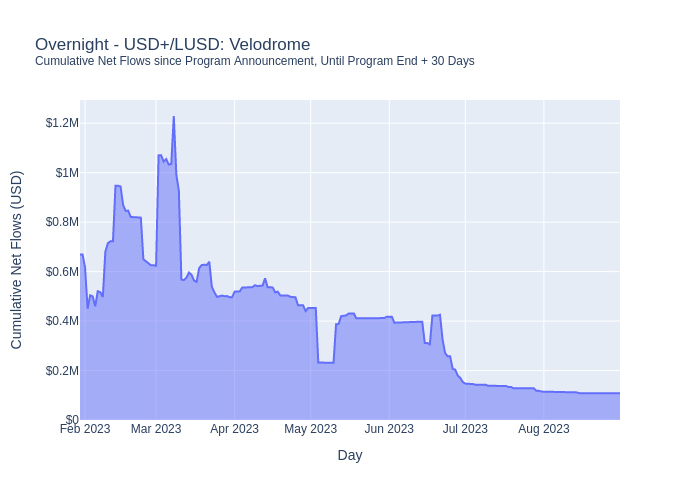 Overnight - USD+/LUSD: Velodrome
Cumulative Net Flows since Program Announcement, Until Program End + 30 Days
Cumulative Net Flows (USD)
$1.2M
$1M
$0.8M
$0.6M
$0.4M
$0.2M
$0
Feb 2023
Mar 2023
Apr 2023
May 2023
Jun 2023
Jul 2023
Aug 2023
Day